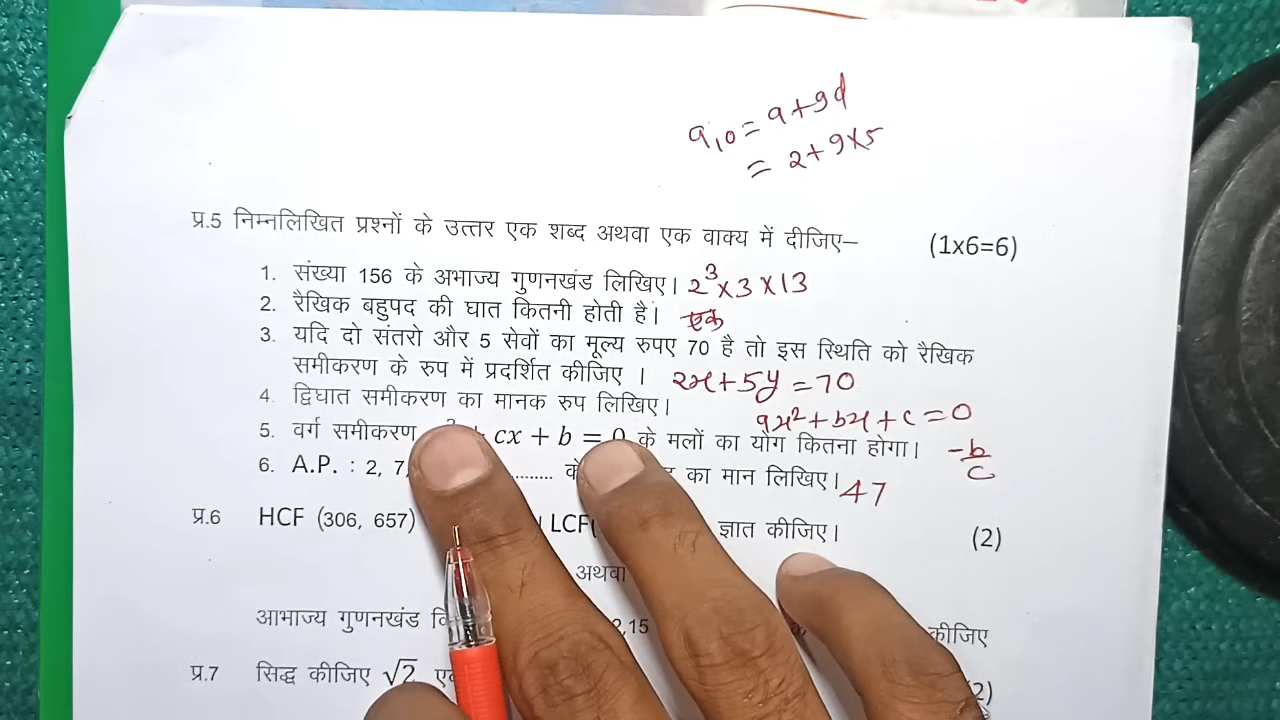 a₁₀ = a+9d
= 2+9×5
प्र.5 निम्नलिखित प्रश्नों के उत्तर एक शब्द अथवा एक वाक्य में दीजिए– (1x6=6)
1. संख्या 156 के अभाज्य गुणनखंड लिखिए। 2³×3×13
2. रैखिक बहुपद की घात कितनी होती है। एक
3. यदि दो संतरो और 5 सेवों का मूल्य रुपए 70 है तो इस स्थिति को रैखिक
समीकरण के रुप में प्रदर्शित कीजिए । 2x+5y=70
4. द्विघात समीकरण का मानक रुप लिखिए। ax²+bx+c=0
5. वर्ग समीकरण + cx + b = 0 के मलों का योग कितना होगा। -b/c
6. A.P. : 2, 7, ......... का मान लिखिए। 47
प्र.6 HCF (306, 657) LCF( ज्ञात कीजिए। (2)
अथवा
आभाज्य गुणनखंड 2,15 कीजिए
प्र.7 सिद्ध कीजिए √2 2)